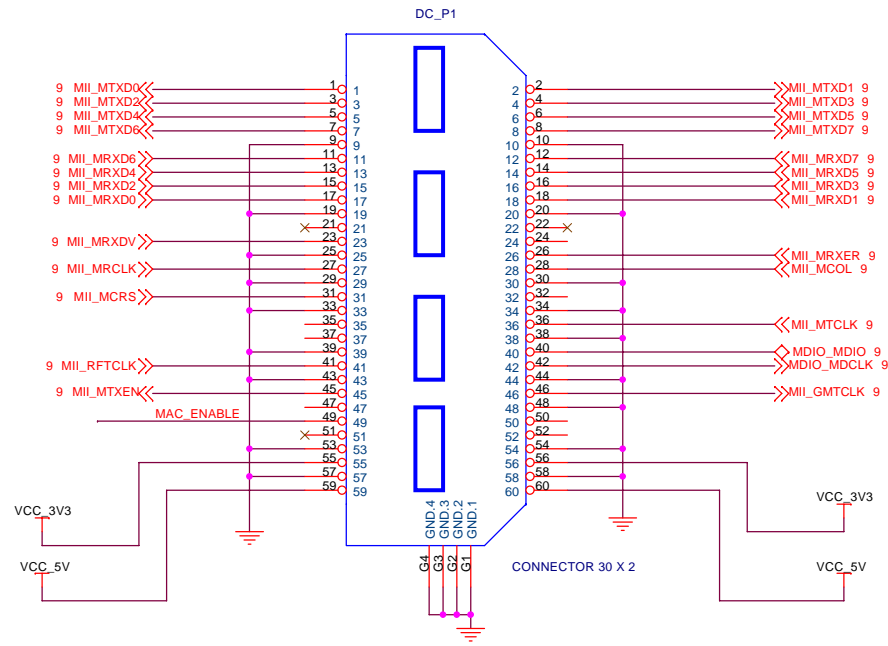 DC_P1
9 MII_MTXD0 1 1 2 2 MII_MTXD1 9
9 MII_MTXD2 3 3 4 4 MII_MTXD3 9
9 MII_MTXD4 5 5 6 6 MII_MTXD5 9
9 MII_MTXD6 7 7 8 8 MII_MTXD7 9
9 9 10 10
9 MII_MRXD6 11 11 12 12 MII_MRXD7 9
9 MII_MRXD4 13 13 14 14 MII_MRXD5 9
9 MII_MRXD2 15 15 16 16 MII_MRXD3 9
9 MII_MRXD0 17 17 18 18 MII_MRXD1 9
19 19 20 20
21 21 22 22
9 MII_MRXDV 23 23 24 24
25 25 26 26 MII_MRXER 9
9 MII_MRCLK 27 27 28 28 MII_MCOL 9
29 29 30 30
9 MII_MCRS 31 31 32 32
33 33 34 34
35 35 36 36 MII_MTCLK 9
37 37 38 38
39 39 40 40 MDIO_MDIO 9
9 MII_RFTCLK 41 41 42 42 MDIO_MDCLK 9
43 43 44 44
9 MII_MTXEN 45 45 46 46 MII_GMTCLK 9
47 47 48 48
MAC_ENABLE 49 49 50 50
51 51 52 52
53 53 54 54
55 55 56 56
57 57 58 58
59 59 60 60
VCC_3V3 VCC_3V3
GND.4 GND.3 GND.2 GND.1
G4 G3 G2 G1
VCC_5V CONNECTOR 30 X 2 VCC_5V